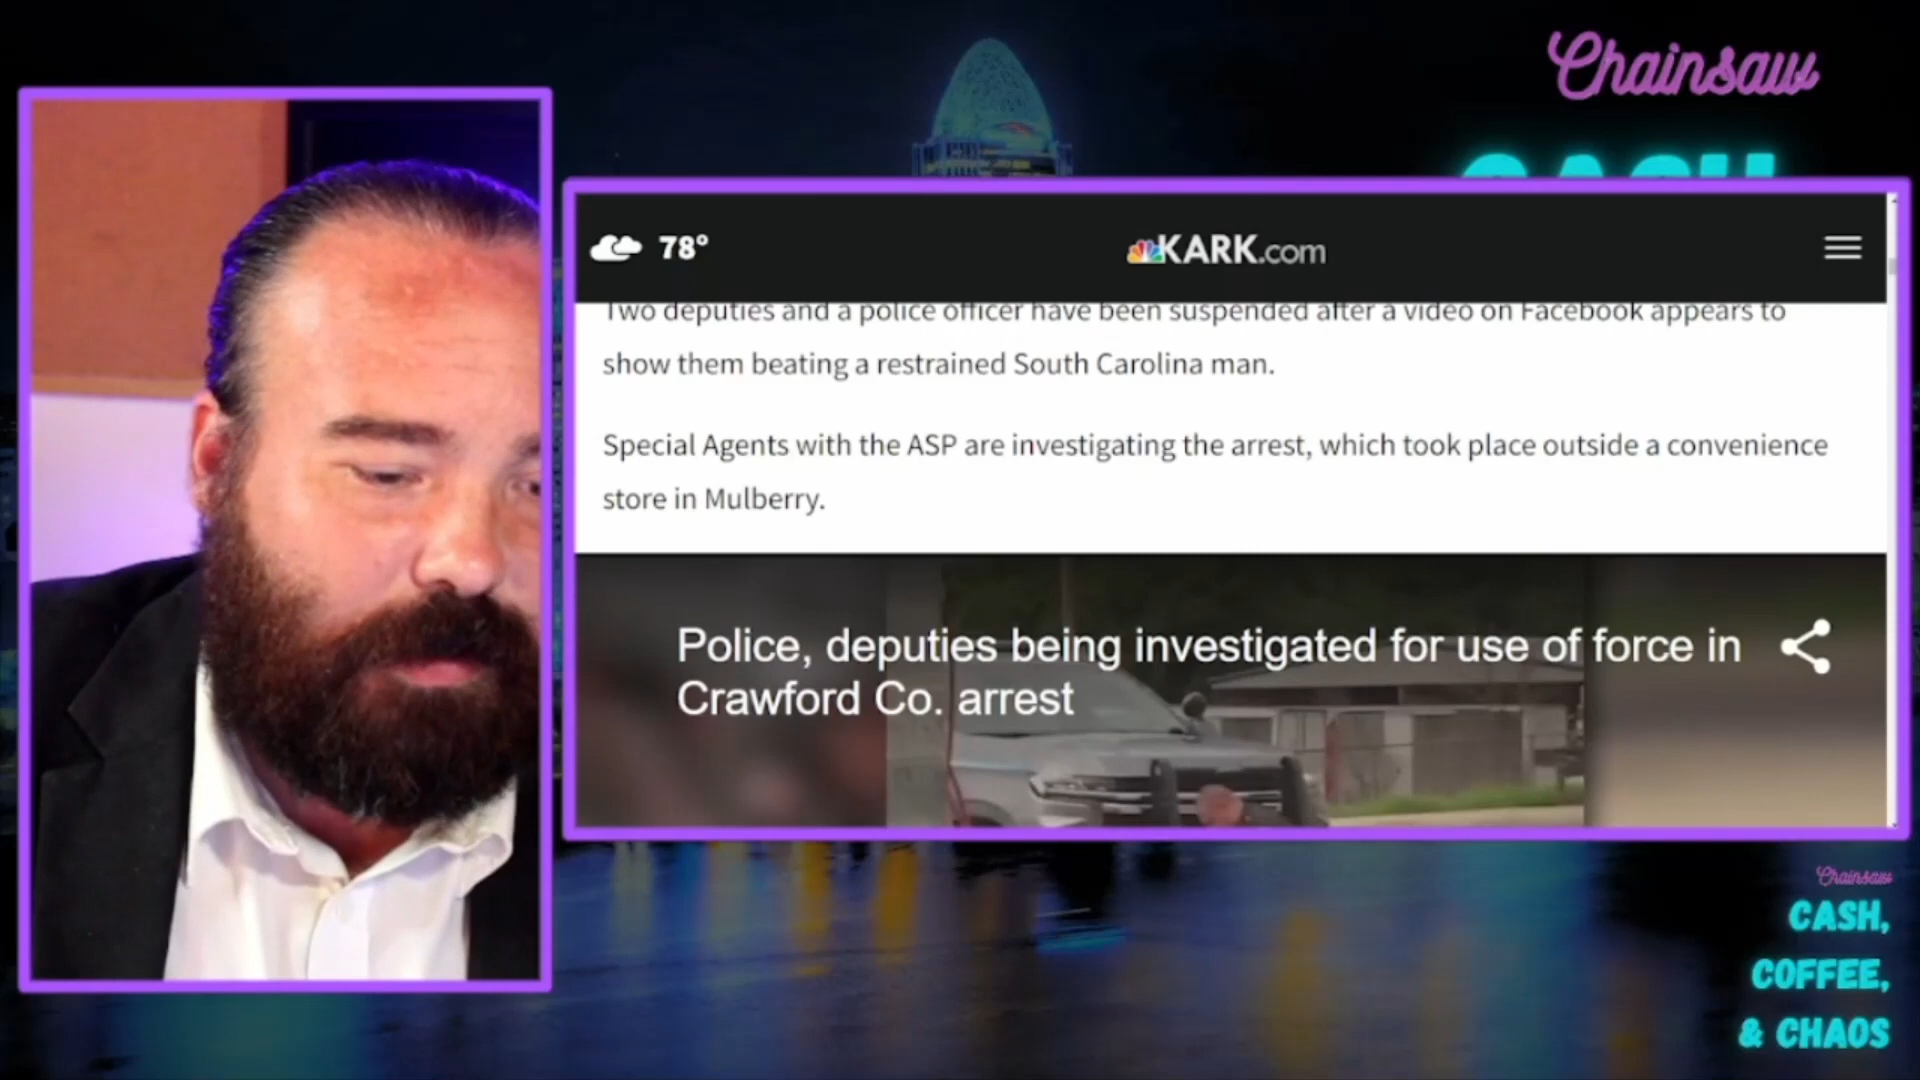 Chainsaw
CASH
78°
KARK.com
Two deputies and a police officer have been suspended after a video on Facebook appears to
show them beating a restrained South Carolina man.
Special Agents with the ASP are investigating the arrest, which took place outside a convenience
store in Mulberry.
Police, deputies being investigated for use of force in
Crawford Co. arrest
Chainsaw
CASH,
COFFEE,
& CHAOS